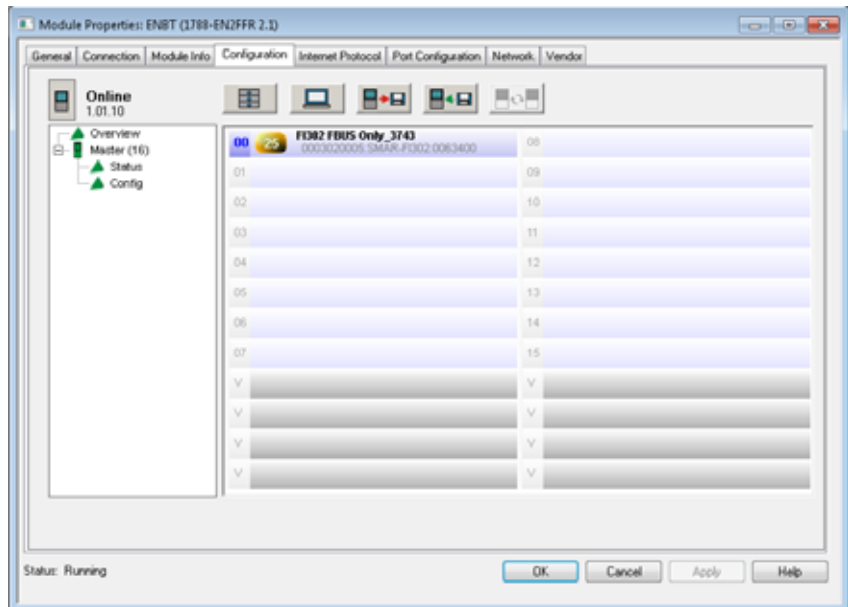 Module Properties: ENBT (1788-EN2FFR 2.1)
General Connection Module Info Configuration Internet Protocol Port Configuration Network Vendor
Online
1.01.10
Overview
Master (16)
Status
Config
00 25 FI302 FBUS Only_3743
0003020005:SMAR-FI302:0063400
01
02
03
04
05
06
07
V
V
V
V
08
09
10
11
12
13
14
15
V
V
V
V
Status: Running
OK Cancel Apply Help